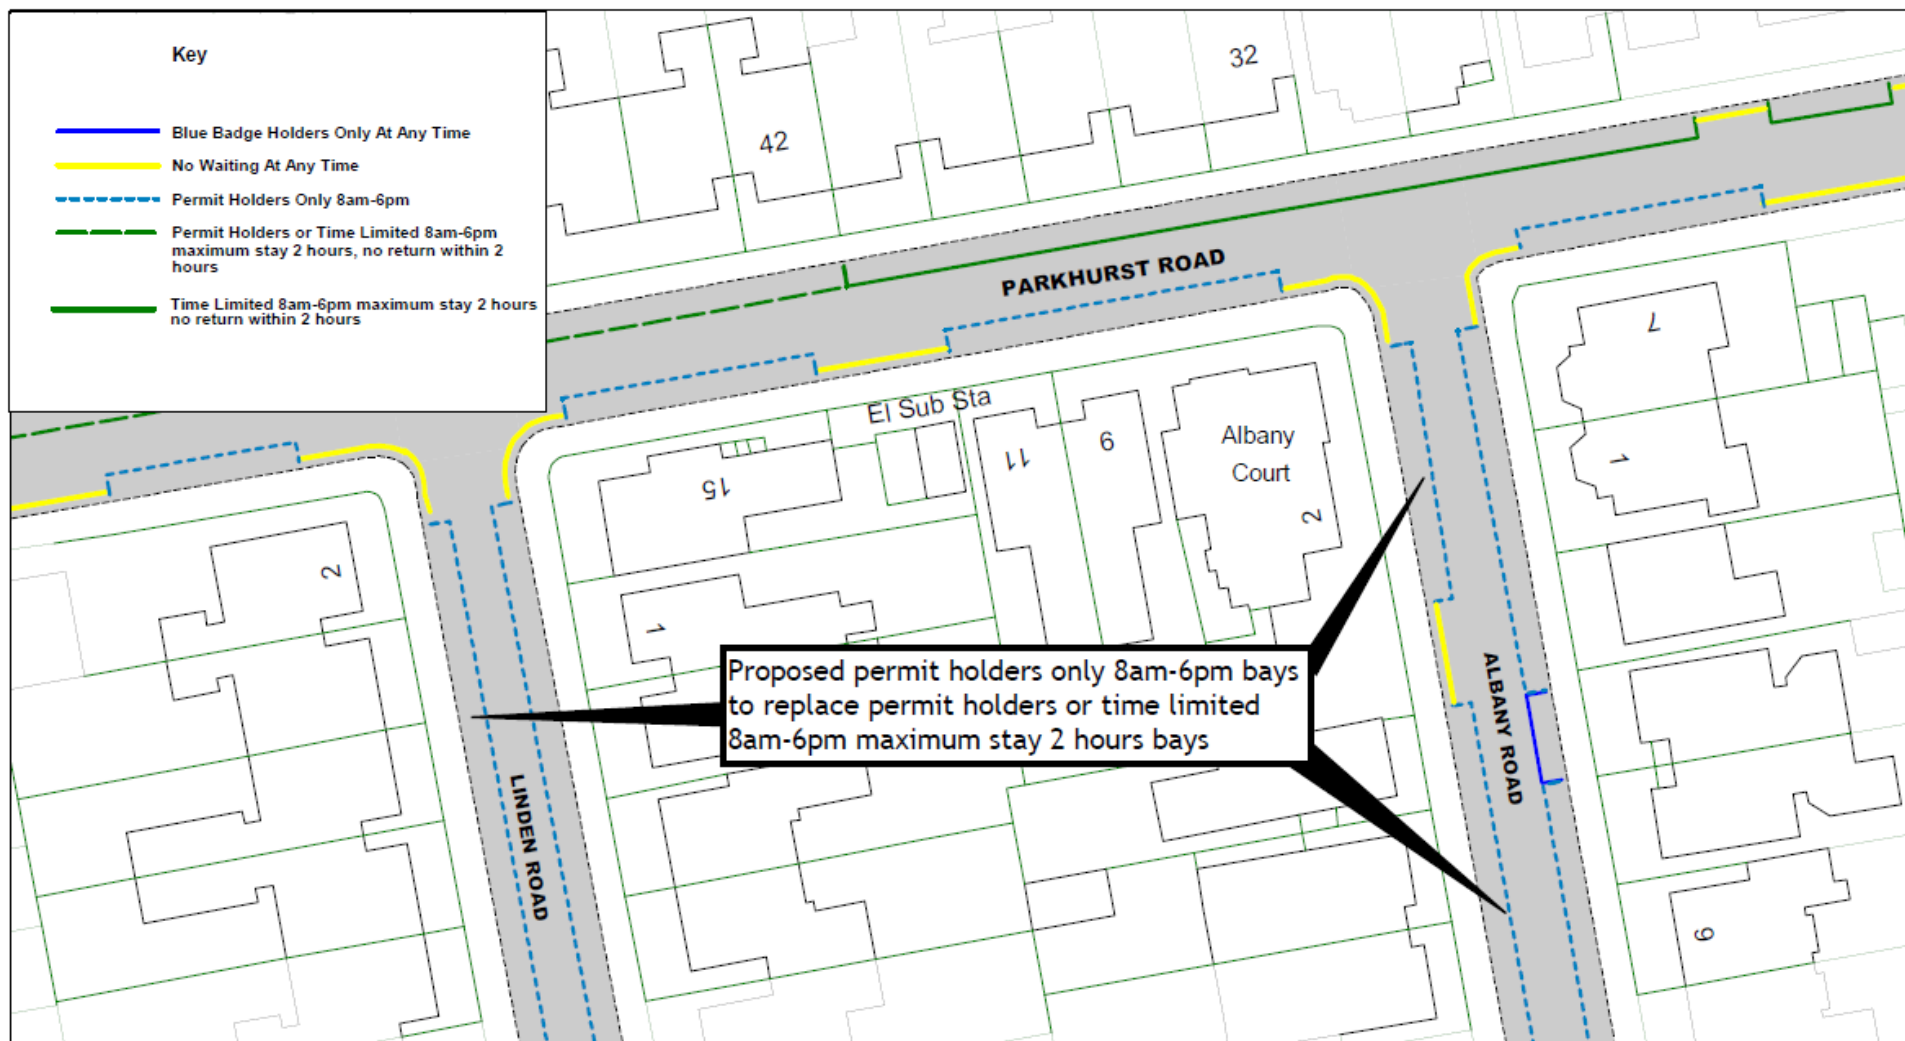 Key
Blue Badge Holders Only At Any Time
No Waiting At Any Time
Permit Holders Only 8am-6pm
Permit Holders or Time Limited 8am-6pm
maximum stay 2 hours, no return within 2
hours
Time Limited 8am-6pm maximum stay 2 hours
no return within 2 hours
32
42
PARKHURST ROAD
El Sub Sta
15
11
9
Albany
Court
2
7
1
2
1
Proposed permit holders only 8am-6pm bays
to replace permit holders or time limited
8am-6pm maximum stay 2 hours bays
LINDEN ROAD
ALBANY ROAD